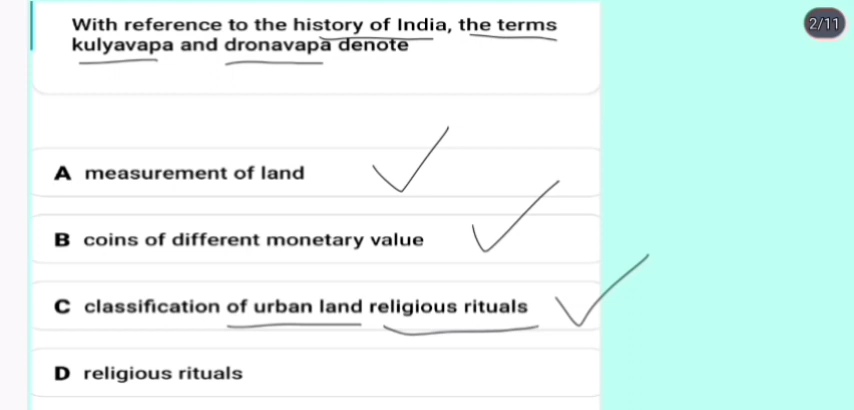 With reference to the history of India, the terms
kulyavapa and dronavapa denote
2/11
A measurement of land
B coins of different monetary value
C classification of urban land religious rituals
D religious rituals